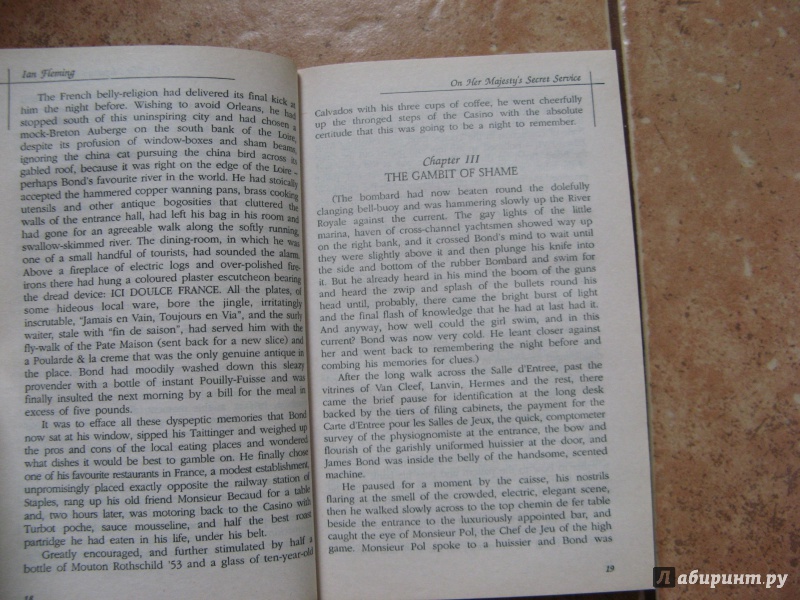 Ian Fleming
The French belly-religion had delivered its final kick at
him the night before. Wishing to avoid Orleans, he had
stopped south of this uninspiring city and had chosen a
mock-Breton Auberge on the south bank of the Loire,
despite its profusion of window-boxes and sham beams,
ignoring the china cat pursuing the china bird across its
gabled roof, because it was right on the edge of the Loire –
perhaps Bond's favourite river in the world. He had stoically
accepted the hammered copper wanning pans, brass cooking
utensils and other antique bogosities that cluttered the
walls of the entrance hall, had left his bag in his room and
had gone for an agreeable walk along the softly running,
swallow-skimmed river. The dining-room, in which he was
one of a small handful of tourists, had sounded the alarm.
Above a fireplace of electric logs and over-polished fire-
irons there had hung a coloured plaster escutcheon bearing
the dread device: ICI DOULCE FRANCE. All the plates, of
some hideous local ware, bore the jingle, irritatingly
inscrutable, "Jamais en Vain, Toujours en Via", and the surly
waiter, stale with "fin de saison", had served him with the
fly-walk of the Pate Maison (sent back for a new slice) and
a Poularde & la creme that was the only genuine antique in
the place. Bond had moodily washed down this sleazy
provender with a bottle of instant Pouilly-Fuisse and was
finally insulted the next morning by a bill for the meal in
excess of five pounds.
It was to efface all these dyspeptic memories that Bond
now sat at his window, sipped his Taittinger and weighed up
the pros and cons of the local eating places and wondered
what dishes it would be best to gamble on. He finally chose
one of his favourite restaurants in France, a modest establishment,
unpromisingly placed exactly opposite the railway station of
Staples, rang up his old friend Monsieur Becaud for a table
and, two hours later, was motoring back to the Casino with
Turbot poche, sauce mousseline, and half the best roast
partridge he had eaten in his life, under his belt.
Greatly encouraged, and further stimulated by half a
bottle of Mouton Rothschild '53 and a glass of ten-year-old
On Her Majesty's Secret Service
Calvados with his three cups of coffee, he went cheerfully
up the thronged steps of the Casino with the absolute
centitude that this was going to be a night to remember.
Chapter III
THE GAMBIT OF SHAME
(The bombard had now beaten round the dolefully
clanging bell-buoy and was hammering slowly up the River
Royale against the current. The gay lights of the little
marina, haven of cross-channel yachtsmen showed way up
on the right bank, and it crossed Bond's mind to wait until
they were slightly above it and then plunge his knife into
the side and bottom of the rubber Bombard and swim for
it. But he already heard in his mind the boom of the guns
and heard the zwip and splash of the bullets round his
head until, probably, there came the bright burst of light
and the final flash of knowledge that he had at last had it.
And anyway, how well could the girl swim, and in this
current? Bond was now very cold. He leant closer against
her and went back to remembering the night before and
combing his memories for clues.)
After the long walk across the Salle d'Entree, past the
vitrines of Van Cleef, Lanvin, Hermes and the rest, there
came the brief pause for identification at the long desk
backed by the tiers of filing cabinets, the payment for the
Carte d'Entree pour les Salles de Jeux, the quick, comptometer
survey of the physiognomiste at the entrance, the bow and
flourish of the garishly uniformed huissier at the door, and
James Bond was inside the belly of the handsome, scented
machine.
He paused for a moment by the caisse, his nostrils
flaring at the smell of the crowded, electric, elegant scene,
then he walked slowly across to the top chemin de fer table
beside the entrance to the luxuriously appointed bar, and
caught the eye of Monsieur Pol, the Chef de Jeu of the high
game. Monsieur Pol spoke to a huissier and Bond was
19
Лабиринт.ру